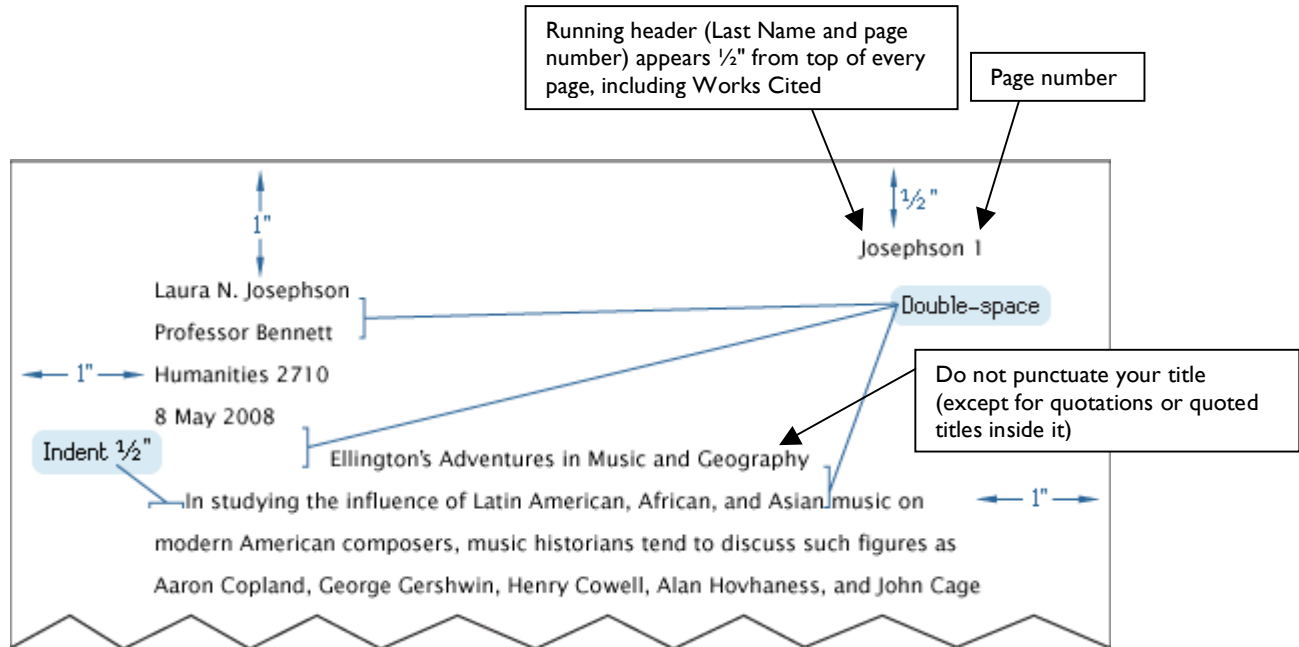 Running header (Last Name and page
number) appears ½" from top of every
page, including Works Cited
Page number
1"
½"
Josephson 1
Laura N. Josephson
Double-space
Professor Bennett
1"
Humanities 2710
Do not punctuate your title
(except for quotations or quoted
titles inside it)
8 May 2008
Indent ½"
Ellington's Adventures in Music and Geography
In studying the influence of Latin American, African, and Asian music on
1"
modern American composers, music historians tend to discuss such figures as
Aaron Copland, George Gershwin, Henry Cowell, Alan Hovhaness, and John Cage